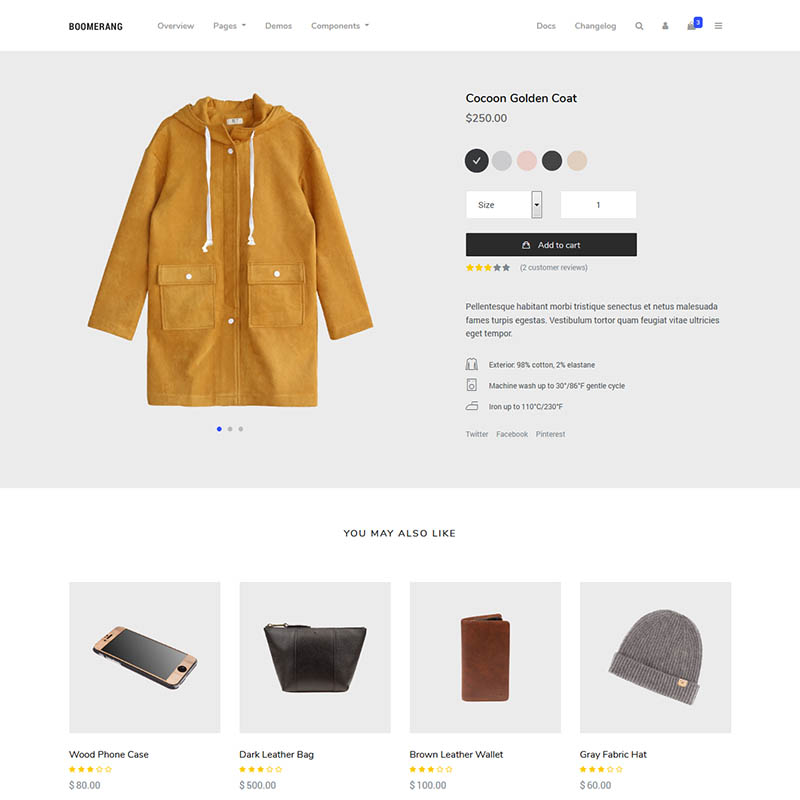 BOOMERANG Overview Pages Demos Components Docs Changelog 3
Cocoon Golden Coat
$250.00
Size 1
Add to cart
(2 customer reviews)
Pellentesque habitant morbi tristique senectus et netus malesuada
fames turpis egestas. Vestibulum tortor quam feugiat vitae ultricies
eget tempor.
Exterior: 98% cotton, 2% elastane
Machine wash up to 30°/86°F gentle cycle
Iron up to 110°C/230°F
Twitter Facebook Pinterest
YOU MAY ALSO LIKE
Wood Phone Case Dark Leather Bag Brown Leather Wallet Gray Fabric Hat
$ 80.00 $ 500.00 $ 100.00 $ 60.00